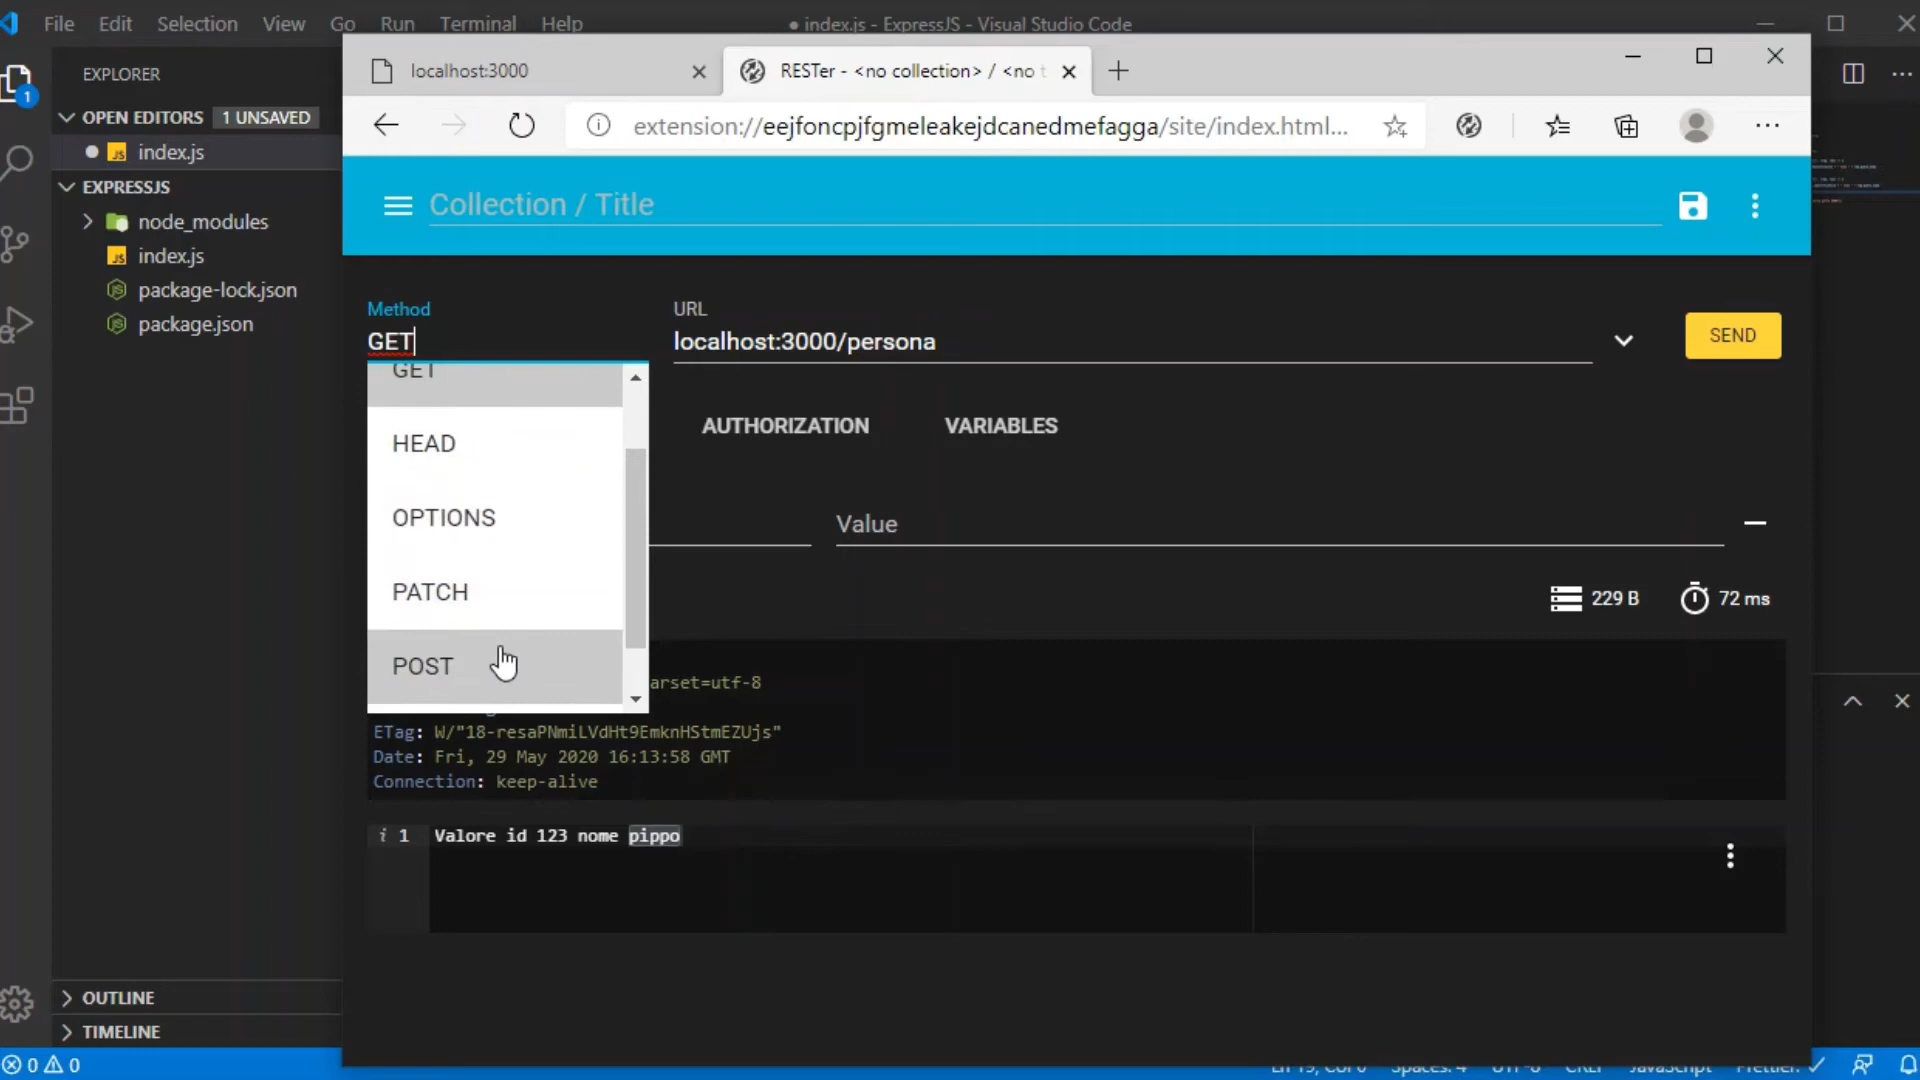 File Edit Selection View Go Run Terminal Help
● index.js - ExpressJS - Visual Studio Code
EXPLORER
OPEN EDITORS 1 UNSAVED
JS index.js
EXPRESSJS
node_modules
JS index.js
package-lock.json
package.json
OUTLINE
TIMELINE
0 0
1
localhost:3000
RESTer - <no collection> / <no t
extension://eejfoncpjfgmeleakejdcanedmefagga/site/index.html...
Collection / Title
Method
GET
URL
localhost:3000/persona
SEND
GET
HEAD
OPTIONS
PATCH
POST
AUTHORIZATION
VARIABLES
Value
229 B
72 ms
arset=utf-8
ETag: W/"18-resaPNmiLVdHt9EmknHStmEZUjs"
Date: Fri, 29 May 2020 16:13:58 GMT
Connection: keep-alive
i 1 Valore id 123 nome pippo